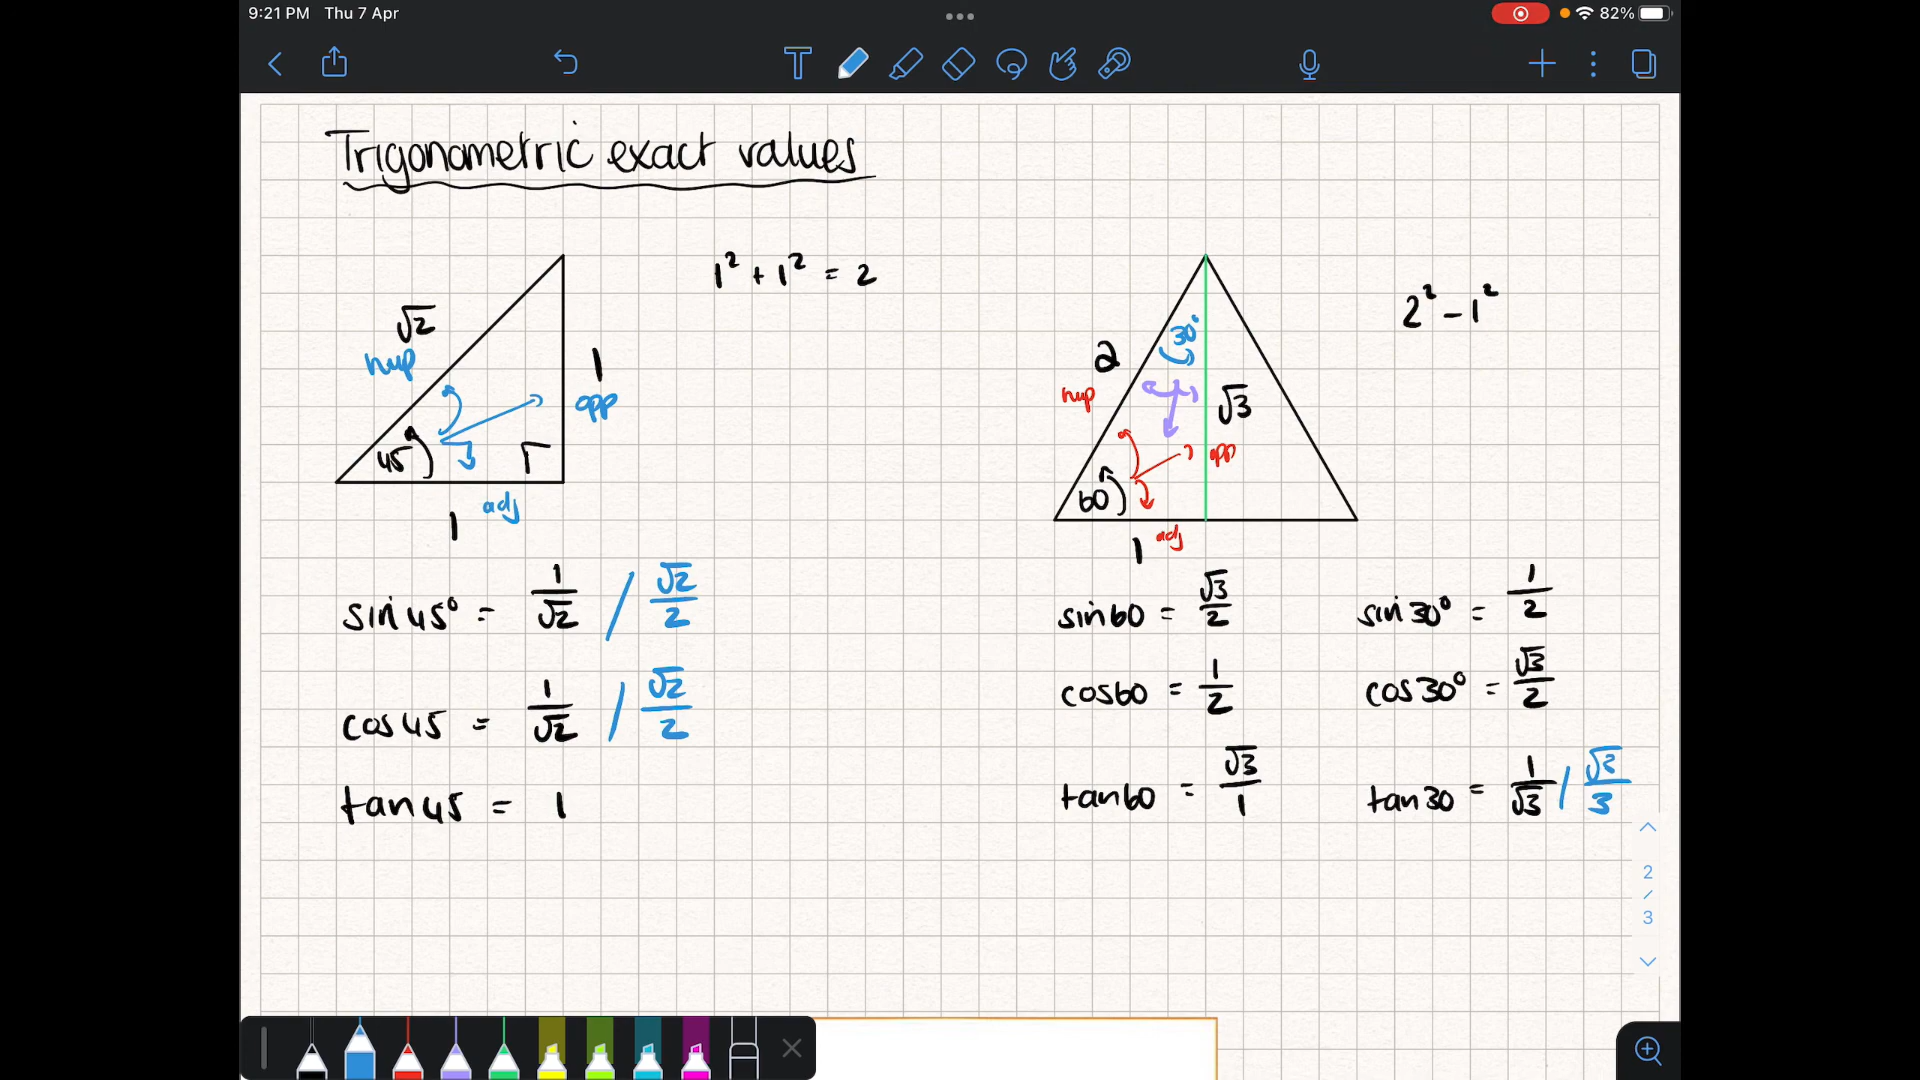 9:21 PM Thu 7 Apr
82%
T
Trigonometric exact values
1² + 1² = 2
2² - 1²
√2
hyp
1
opp
45°
adj
1
30°
2
hyp
√3
opp
60
adj
1
sin 45° = 1/√2 / √2/2
cos 45 = 1/√2 / √2/2
tan 45 = 1
sin 60 = √3/2
sin 30° = 1/2
cos 60 = 1/2
cos 30° = √3/2
tan 60 = √3/1
tan 30 = 1/√3 / √3/3
2
/
3